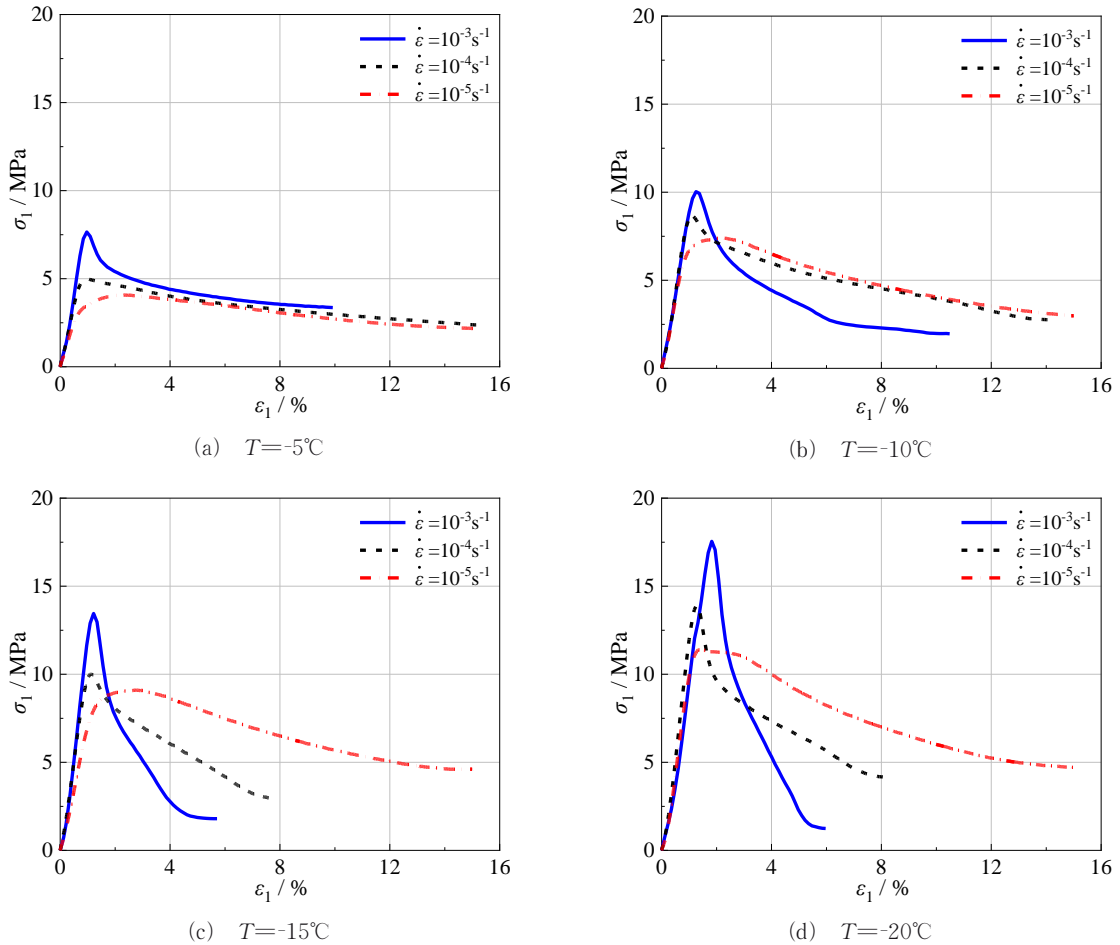 20
15
10
5
0
0 4 8 12 16
σ₁ / MPa
ε₁ / %
ε̇ =10⁻³s⁻¹
ε̇ =10⁻⁴s⁻¹
ε̇ =10⁻⁵s⁻¹
(a) T=-5℃
20
15
10
5
0
0 4 8 12 16
σ₁ / MPa
ε₁ / %
ε̇ =10⁻³s⁻¹
ε̇ =10⁻⁴s⁻¹
ε̇ =10⁻⁵s⁻¹
(b) T=-10℃
20
15
10
5
0
0 4 8 12 16
σ₁ / MPa
ε₁ / %
ε̇ =10⁻³s⁻¹
ε̇ =10⁻⁴s⁻¹
ε̇ =10⁻⁵s⁻¹
(c) T=-15℃
20
15
10
5
0
0 4 8 12 16
σ₁ / MPa
ε₁ / %
ε̇ =10⁻³s⁻¹
ε̇ =10⁻⁴s⁻¹
ε̇ =10⁻⁵s⁻¹
(d) T=-20℃